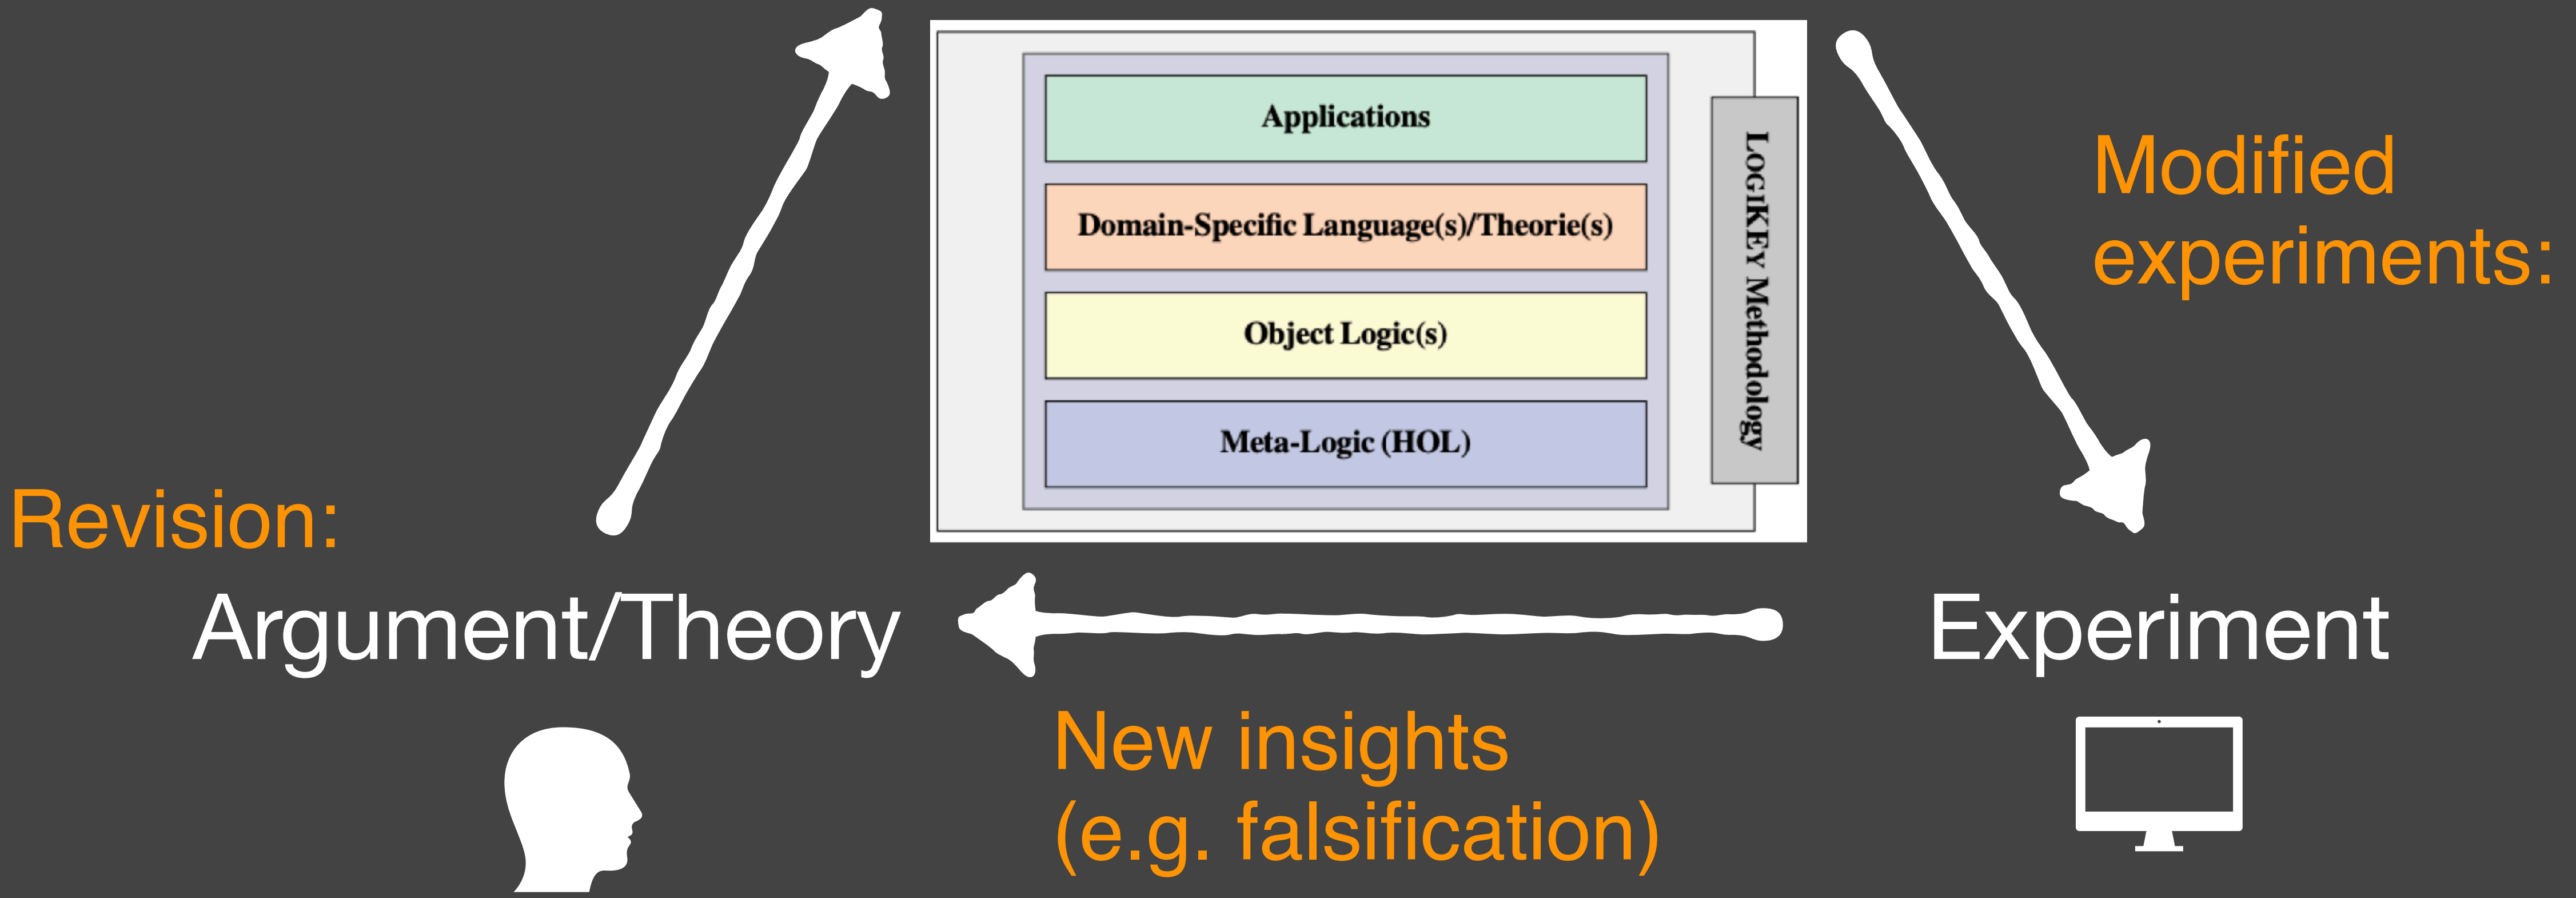 Applications
Domain-Specific Language(s)/Theorie(s)
Object Logic(s)
Meta-Logic (HOL)
LOGIKEY Methodology
Modified
experiments:
Revision:
Argument/Theory
Experiment
New insights
(e.g. falsification)